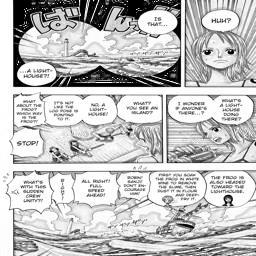 HUH?
IS
THAT...
...A LIGHT-
HOUSE?!
WHAT'S
A LIGHT-
HOUSE
DOING
THERE?
I WONDER
IF
ANYONE'S
THERE...
WHAT?!
YOU SEE AN
ISLAND?
NO, A
LIGHT-
HOUSE!
IT'S NOT
LIKE THE
LOG POSE IS
POINTING
TO IT.
WHAT
ABOUT THE
FROG?!
WHICH WAY
IS THE
FROG?!
STOP!
THE FROG IS
ALSO HEADED
TOWARD THE
LIGHTHOUSE.
FIRST YOU SOAK
THE FROG IN WHITE
WINE TO REMOVE
THE SLIME, THEN
DUST IT IN FLOUR
AND DEEP
FRY IT.
ROBIN!
SANJI!
DON'T EN-
COURAGE
HIM!
ALL
RIGHT!
FULL
SPEED
AHEAD!
WHAT'S
WITH THIS
SUDDEN
CREW
UNITY?!